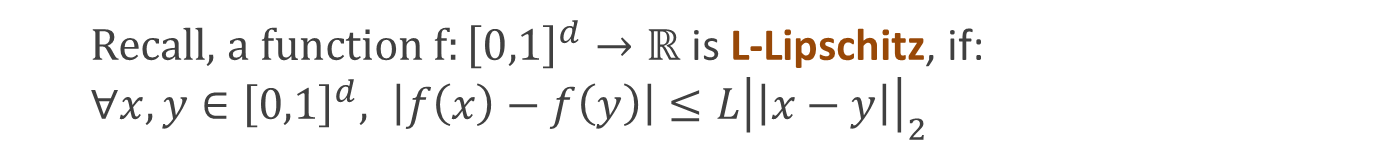 Recall, a function f: [0,1]^d → ℝ is L-Lipschitz, if:
∀x, y ∈ [0,1]^d, |f(x) − f(y)| ≤ L||x − y||_2